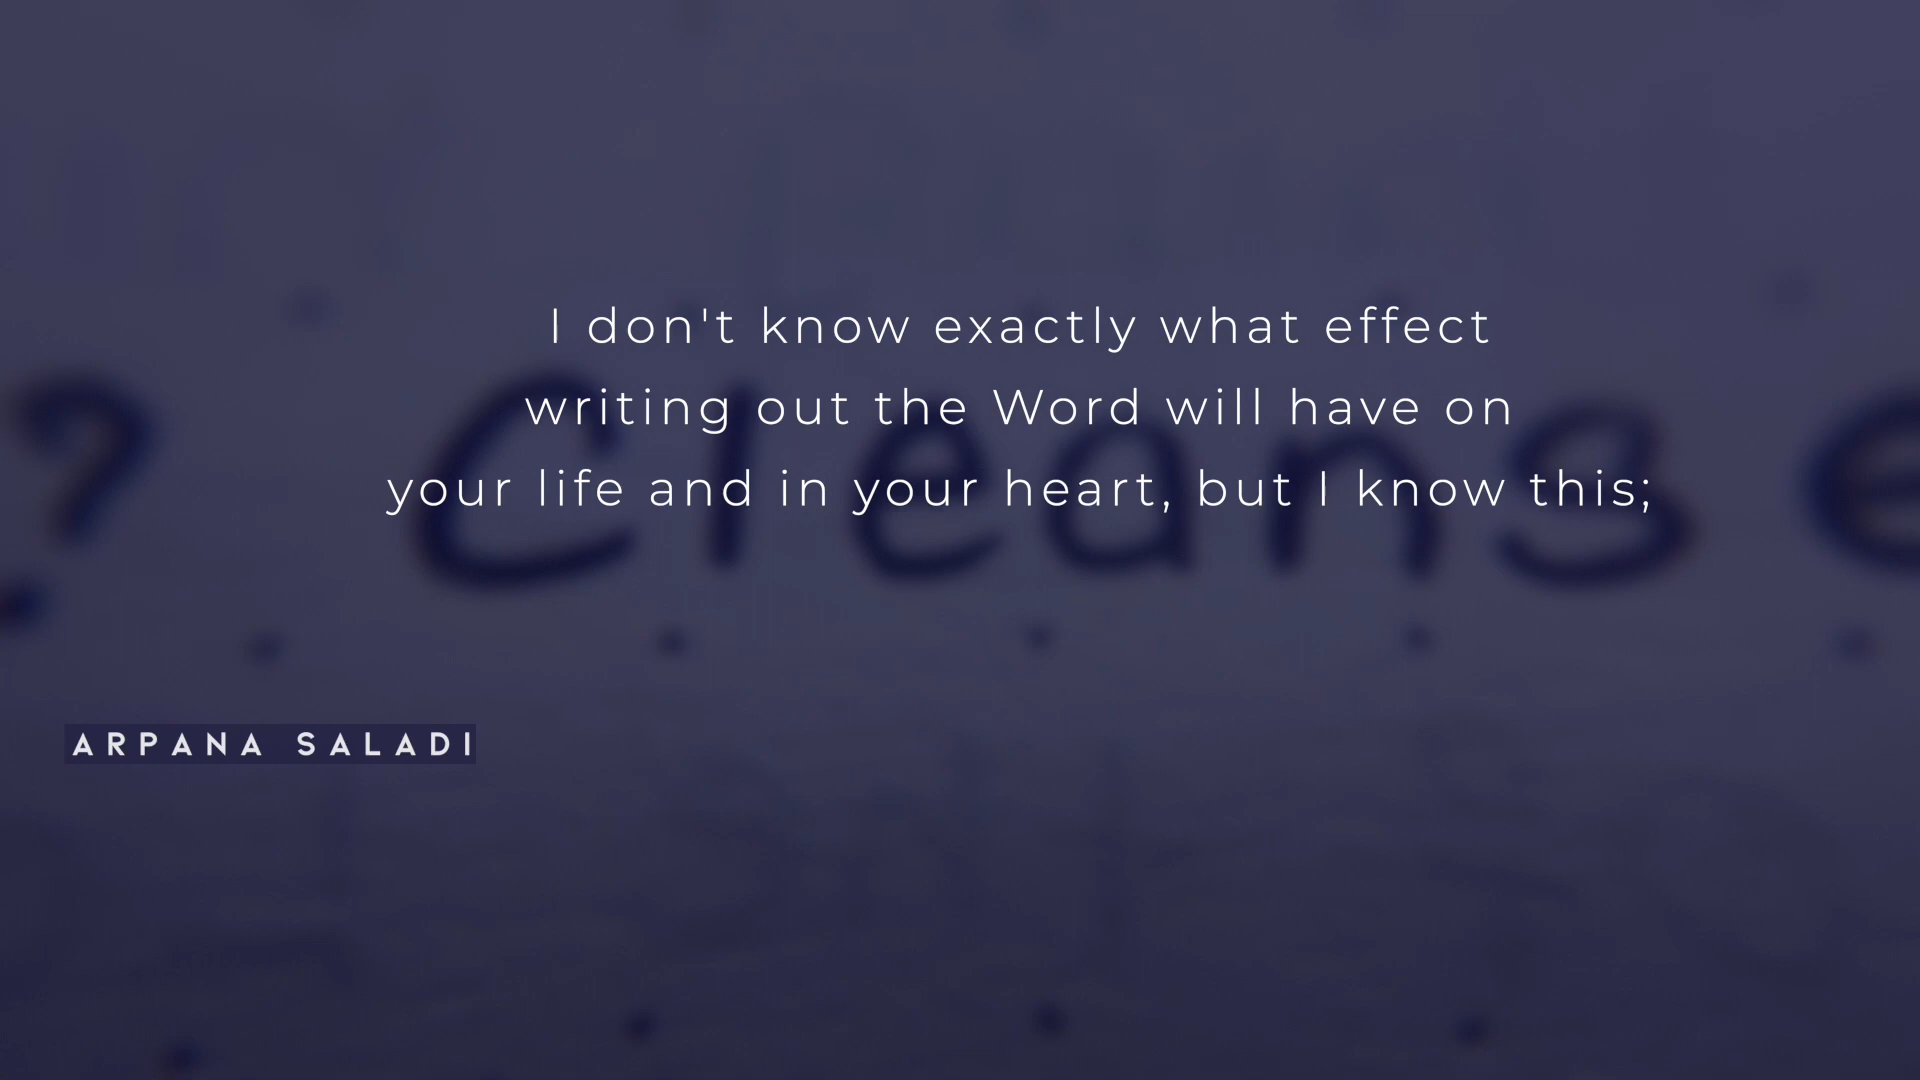 I don't know exactly what effect
writing out the Word will have on
your life and in your heart, but I know this;
? Cleanse
ARPANA SALADI